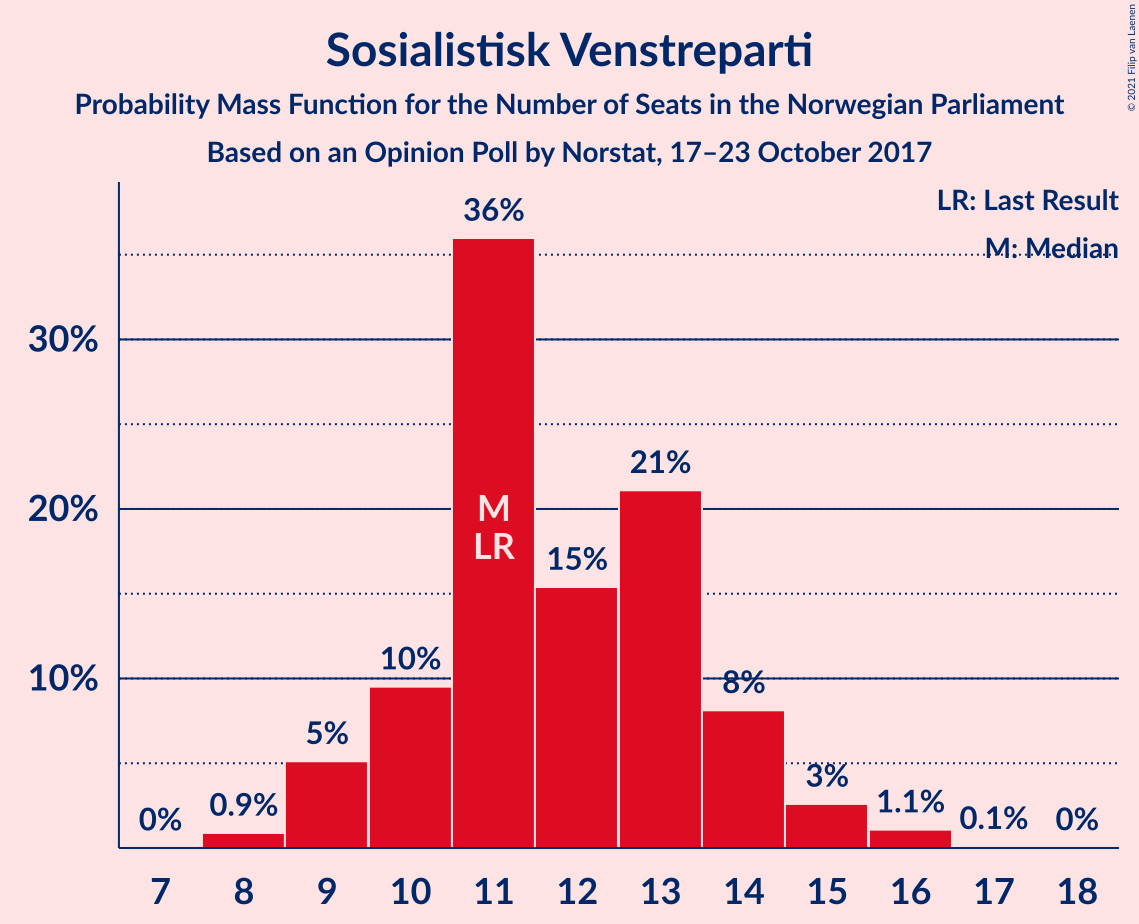 Sosialistisk Venstreparti
Probability Mass Function for the Number of Seats in the Norwegian Parliament
Based on an Opinion Poll by Norstat, 17–23 October 2017
© 2021 Filip van Laenen
LR: Last Result
M: Median
30%
20%
10%
0%
0.9%
5%
10%
36%
M
LR
15%
21%
8%
3%
1.1%
0.1%
0%
7 8 9 10 11 12 13 14 15 16 17 18